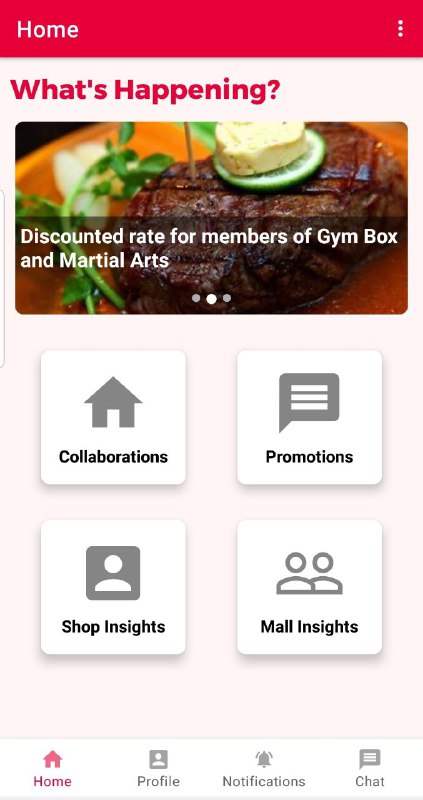 Home
What's Happening?
Discounted rate for members of Gym Box
and Martial Arts
Collaborations
Promotions
Shop Insights
Mall Insights
Home
Profile
Notifications
Chat